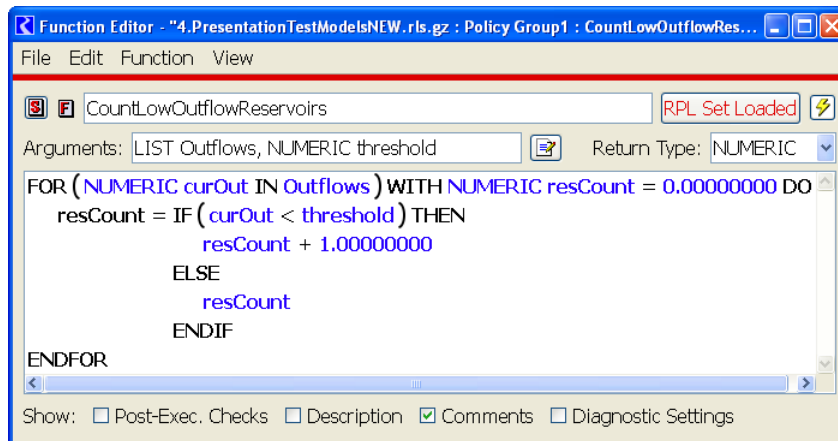 Function Editor - "4.PresentationTestModelsNEW.rls.gz : Policy Group1 : CountLowOutflowRes...
File Edit Function View
S F CountLowOutflowReservoirs RPL Set Loaded
Arguments: LIST Outflows, NUMERIC threshold Return Type: NUMERIC
FOR ( NUMERIC curOut IN Outflows ) WITH NUMERIC resCount = 0.00000000 DO
resCount = IF ( curOut < threshold ) THEN
resCount + 1.00000000
ELSE
resCount
ENDIF
ENDFOR
Show: Post-Exec. Checks Description Comments Diagnostic Settings